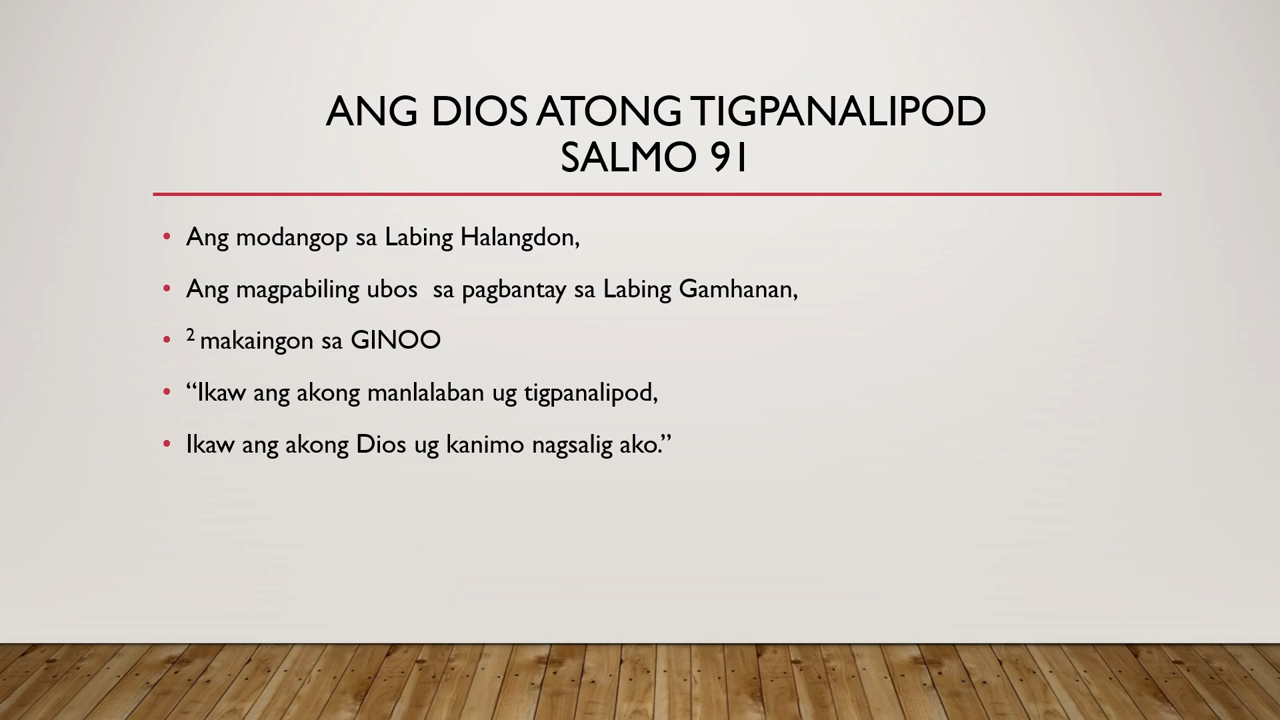 ANG DIOS ATONG TIGPANALIPOD
SALMO 91
• Ang modangop sa Labing Halangdon,
• Ang magpabiling ubos  sa pagbantay sa Labing Gamhanan,
• ² makaingon sa GINOO
• “Ikaw ang akong manlalaban ug tigpanalipod,
• Ikaw ang akong Dios ug kanimo nagsalig ako.”